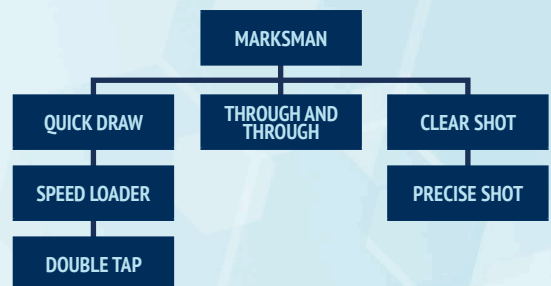 MARKSMAN
QUICK DRAW
THROUGH AND
THROUGH
CLEAR SHOT
SPEED LOADER
PRECISE SHOT
DOUBLE TAP